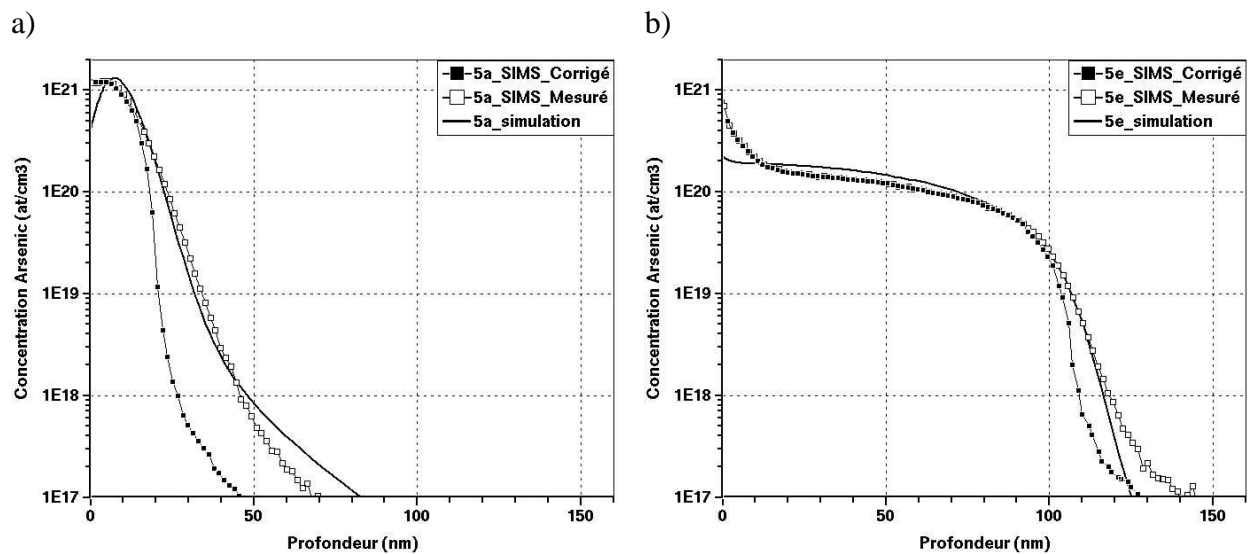 a)
b)
5a_SIMS_Corrigé
5a_SIMS_Mesuré
5a_simulation
1E21
1E20
1E19
1E18
1E17
Concentration Arsenic (at/cm3)
0
50
100
150
Profondeur (nm)
5e_SIMS_Corrigé
5e_SIMS_Mesuré
5e_simulation
1E21
1E20
1E19
1E18
1E17
Concentration Arsenic (at/cm3)
0
50
100
150
Profondeur (nm)